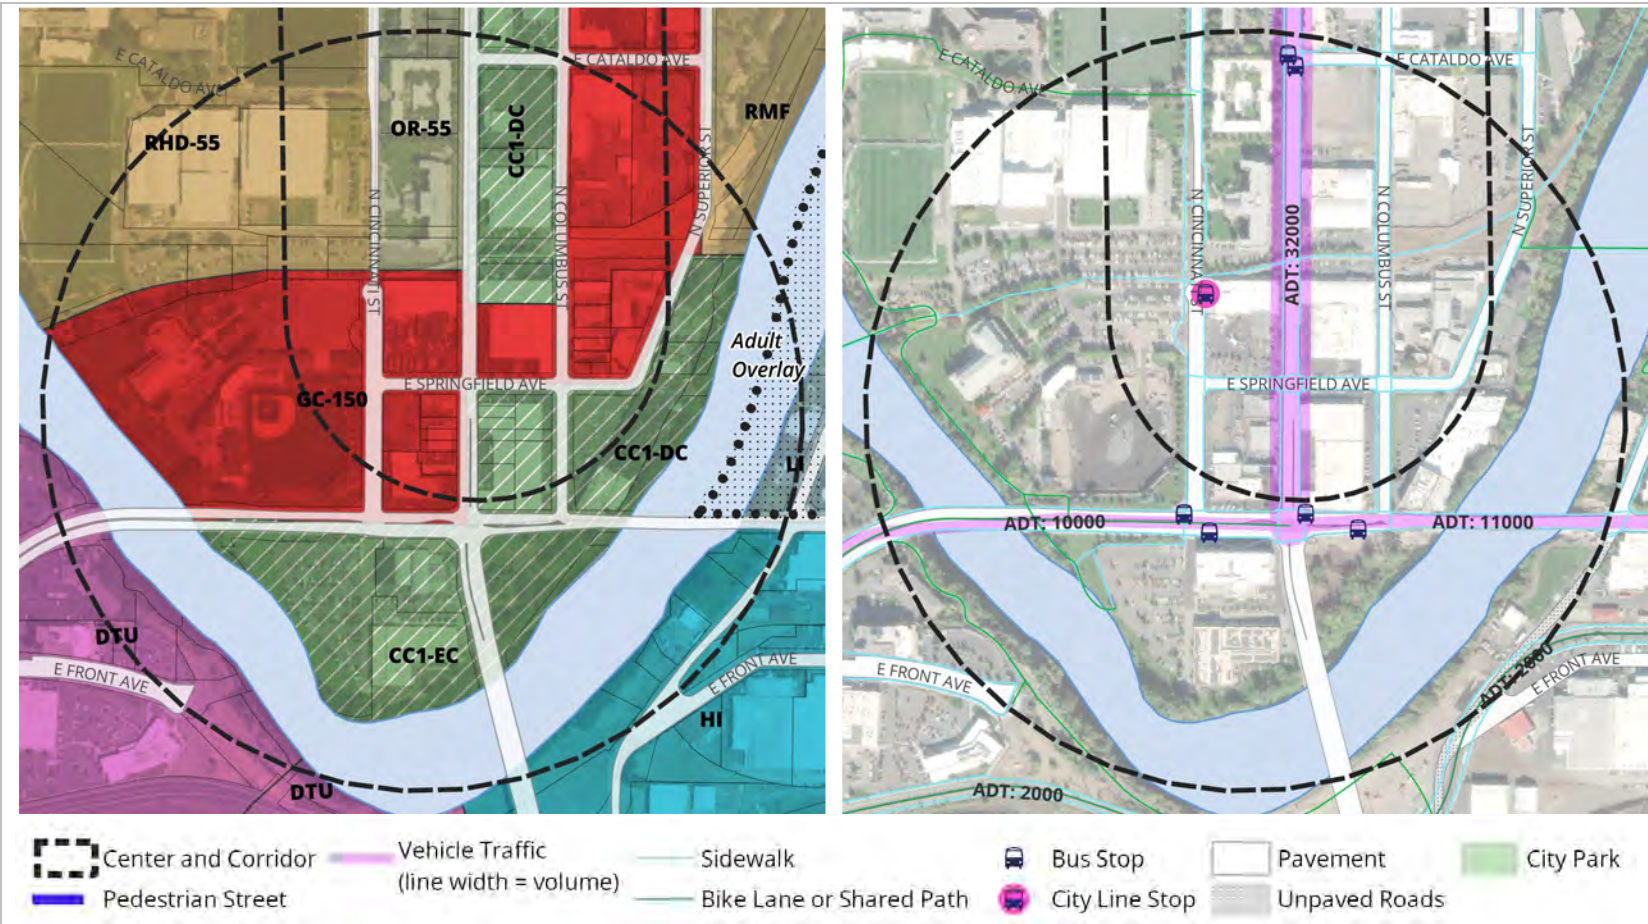 E CATALDO AVE
E CATALDO AVE
RHD-55
OR-55
CC1-DC
RMF
N SUPERIOR ST
N CINCINNATI ST
N COLUMBUS ST
Adult
Overlay
E SPRINGFIELD AVE
GC-150
CC1-DC
LI
DTU
CC1-EC
E FRONT AVE
E FRONT AVE
HI
DTU
E CATALDO AVE
E CATALDO AVE
N SUPERIOR ST
N CINCINNATI ST
ADT: 32000
N COLUMBUS ST
E SPRINGFIELD AVE
ADT: 10000
ADT: 11000
E FRONT AVE
ADT: 2000
E FRONT AVE
ADT: 2000
Center and Corridor
Pedestrian Street
Vehicle Traffic
(line width = volume)
Sidewalk
Bike Lane or Shared Path
Bus Stop
City Line Stop
Pavement
Unpaved Roads
City Park